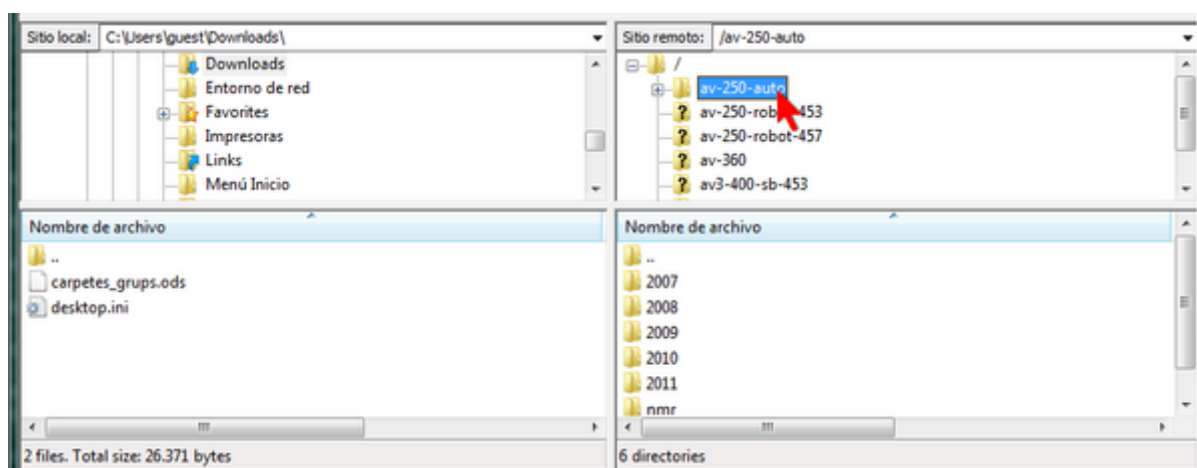 Sitio local: C:\Users\guest\Downloads\
Downloads
Entorno de red
Favorites
Impresoras
Links
Menú Inicio
Nombre de archivo
..
carpetes_grups.ods
desktop.ini
2 files. Total size: 26.371 bytes
Sitio remoto: /av-250-auto
/
av-250-auto
av-250-robot-453
av-250-robot-457
av-360
av3-400-sb-453
Nombre de archivo
..
2007
2008
2009
2010
2011
nmr
6 directories